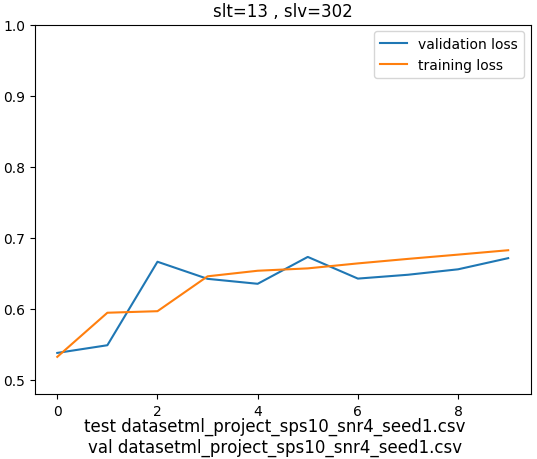 slt=13 , slv=302
1.0
validation loss
training loss
0.9
0.8
0.7
0.6
0.5
0 2 4 6 8
test datasetml_project_sps10_snr4_seed1.csv
val datasetml_project_sps10_snr4_seed1.csv